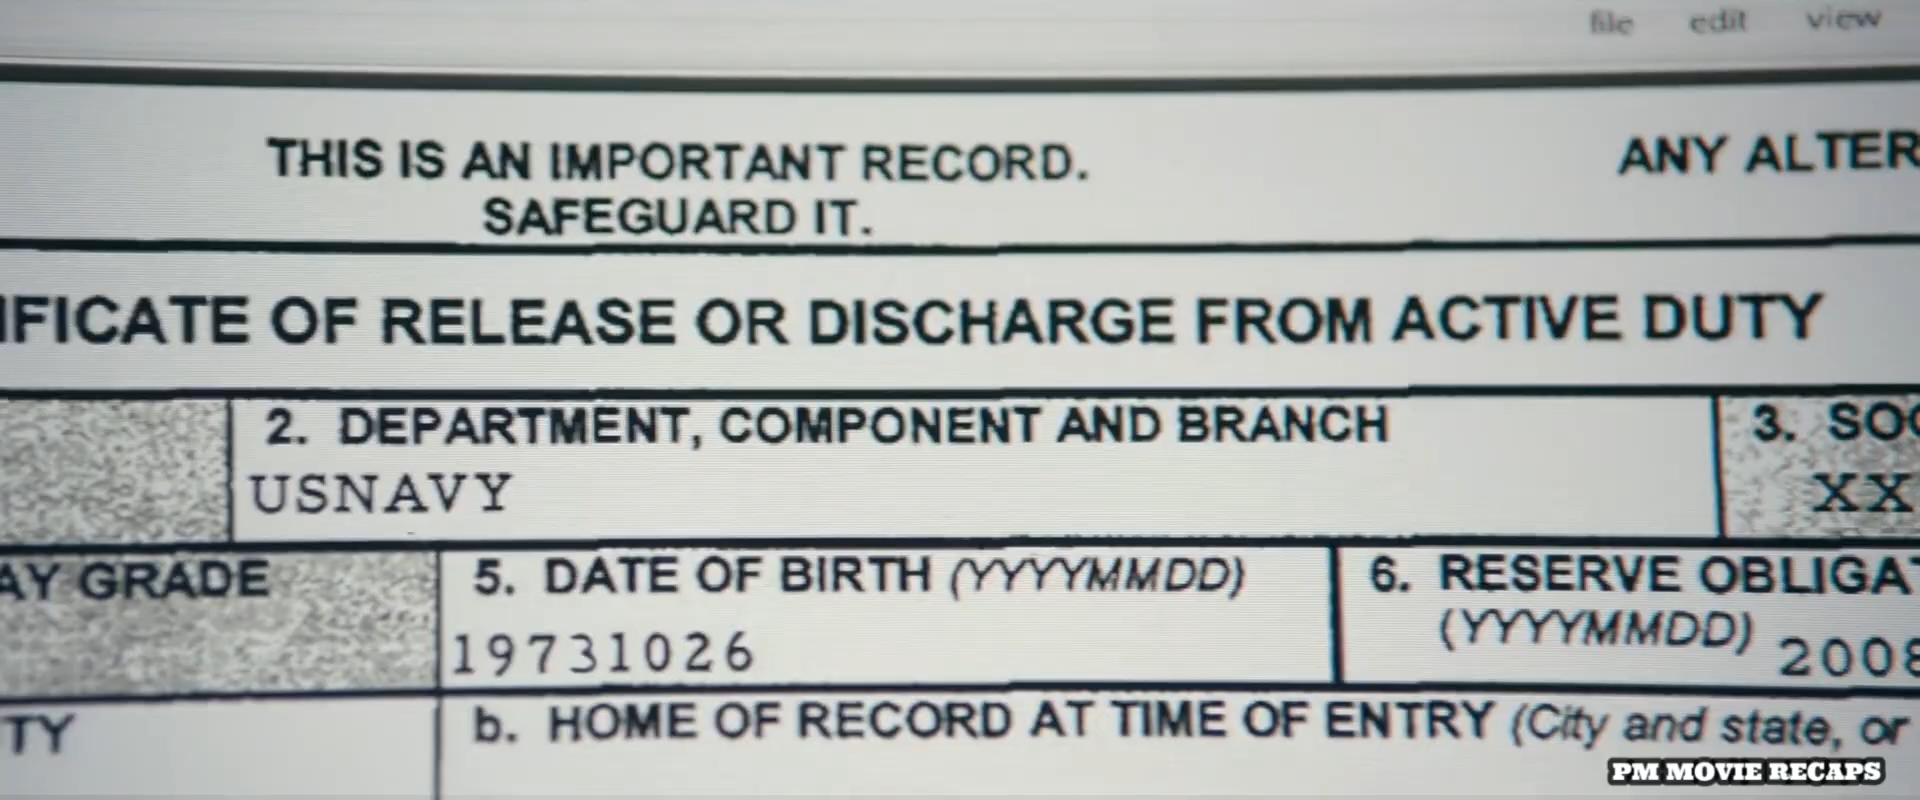 file edit view
THIS IS AN IMPORTANT RECORD.
SAFEGUARD IT.
ANY ALTER
IFICATE OF RELEASE OR DISCHARGE FROM ACTIVE DUTY
2. DEPARTMENT, COMPONENT AND BRANCH
USNAVY
3. SOC
XX
AY GRADE
5. DATE OF BIRTH (YYYYMMDD)
19731026
6. RESERVE OBLIGAT
(YYYYMMDD) 2008
TY
b. HOME OF RECORD AT TIME OF ENTRY (City and state, or
PM MOVIE RECAPS